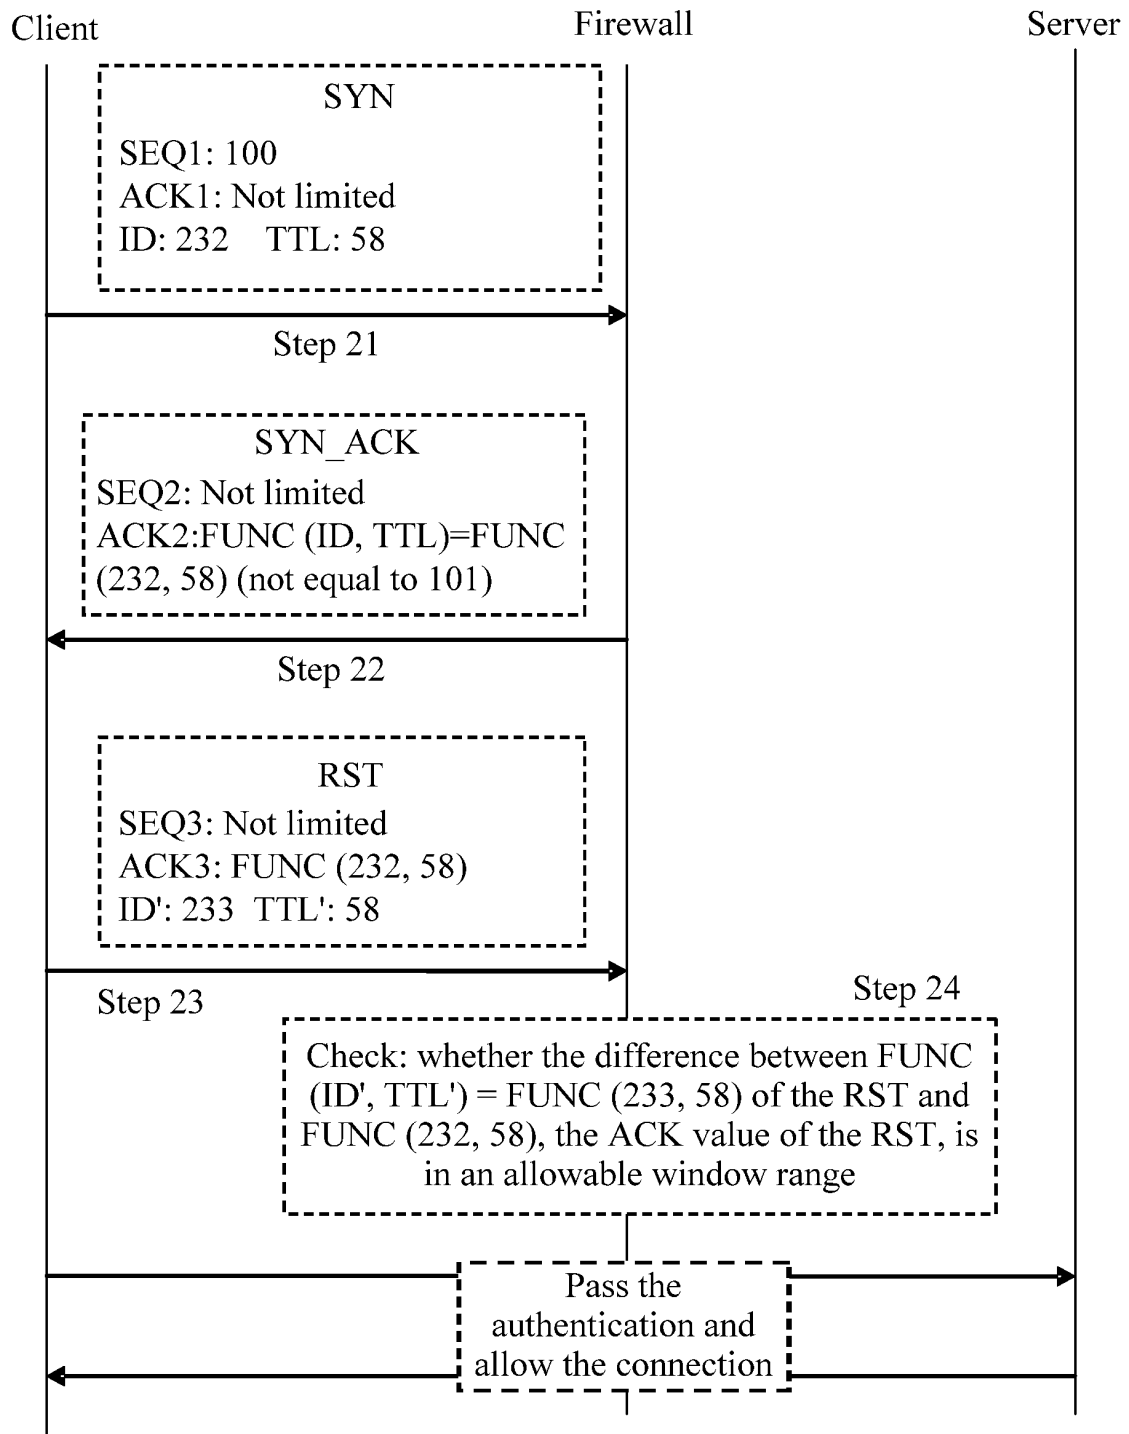 Client
Firewall
Server
SYN
SEQ1: 100
ACK1: Not limited
ID: 232 TTL: 58
Step 21
SYN_ACK
SEQ2: Not limited
ACK2:FUNC (ID, TTL)=FUNC
(232, 58) (not equal to 101)
Step 22
RST
SEQ3: Not limited
ACK3: FUNC (232, 58)
ID': 233 TTL': 58
Step 23
Step 24
Check: whether the difference between FUNC
(ID', TTL') = FUNC (233, 58) of the RST and
FUNC (232, 58), the ACK value of the RST, is
in an allowable window range
Pass the
authentication and
allow the connection